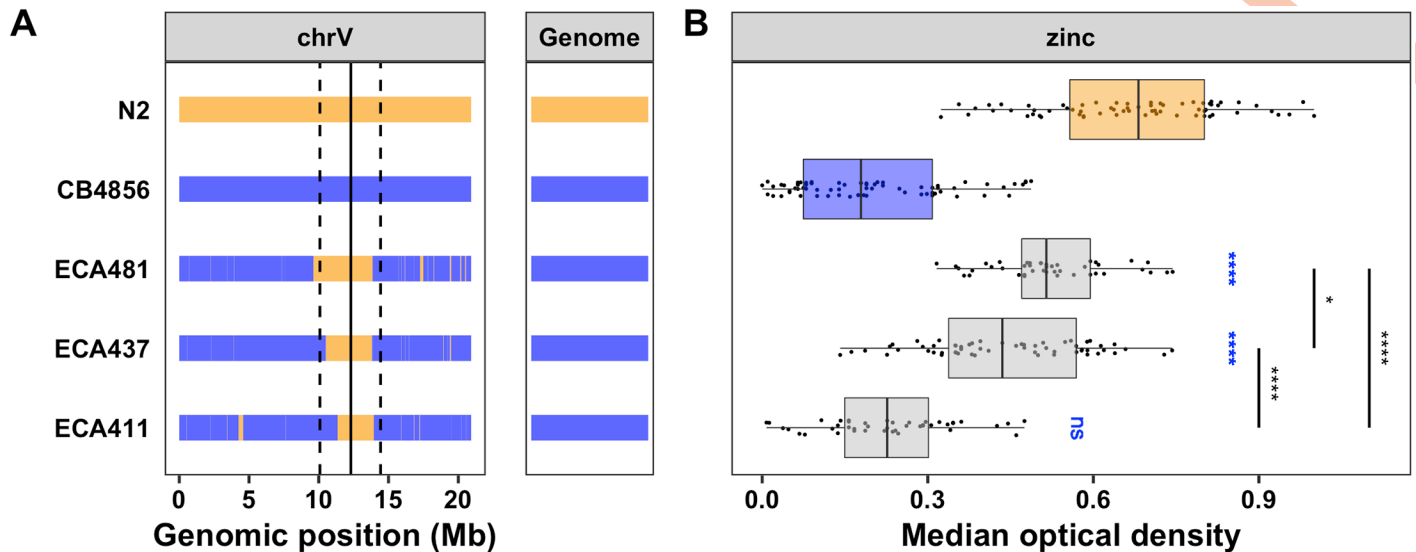 A
chrV
Genome
N2
CB4856
ECA481
ECA437
ECA411
0 5 10 15 20
Genomic position (Mb)
B
zinc
****
****
ns
*
****
****
0.0 0.3 0.6 0.9
Median optical density